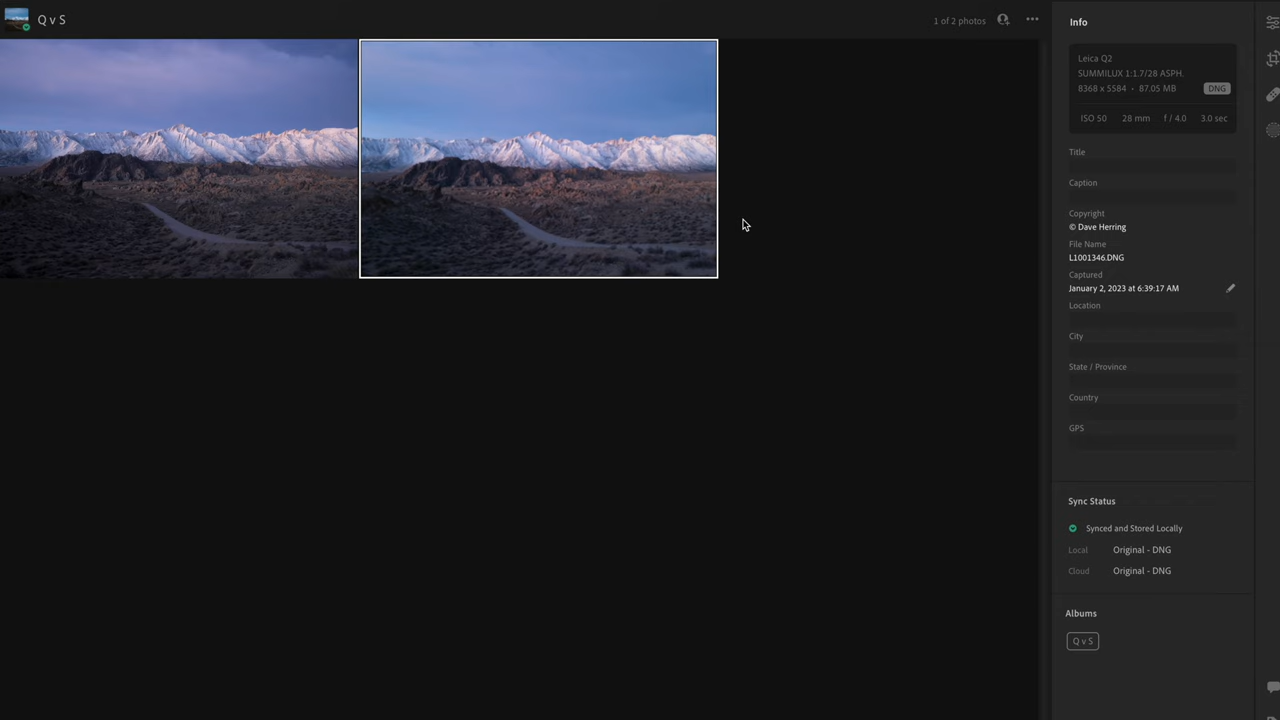 Q v S
1 of 2 photos
Info
Leica Q2
SUMMILUX 1:1.7/28 ASPH.
8368 x 5584 • 87.05 MB
DNG
ISO 50 28 mm f / 4.0 3.0 sec
Title
Caption
Copyright
© Dave Herring
File Name
L1001346.DNG
Captured
January 2, 2023 at 6:39:17 AM
Location
City
State / Province
Country
GPS
Sync Status
Synced and Stored Locally
Local Original - DNG
Cloud Original - DNG
Albums
Q v S